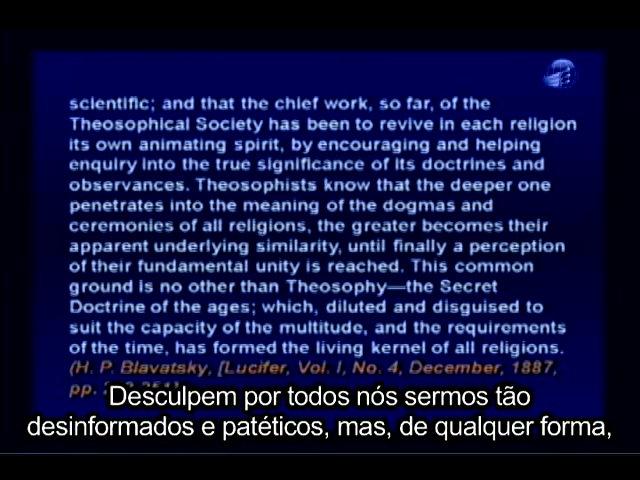 scientific; and that the chief work, so far, of the
Theosophical Society has been to revive in each religion
its own animating spirit, by encouraging and helping
enquiry into the true significance of its doctrines and
observances. Theosophists know that the deeper one
penetrates into the meaning of the dogmas and
ceremonies of all religions, the greater becomes their
apparent underlying similarity, until finally a perception
of their fundamental unity is reached. This common
ground is no other than Theosophy—the Secret
Doctrine of the ages; which, diluted and disguised to
suit the capacity of the multitude, and the requirements
of the time, has formed the living kernel of all religions.
(H. P. Blavatsky, [Lucifer, Vol. I, No. 4, December, 1887,
pp.
Desculpem por todos nós sermos tão
desinformados e patéticos, mas, de qualquer forma,